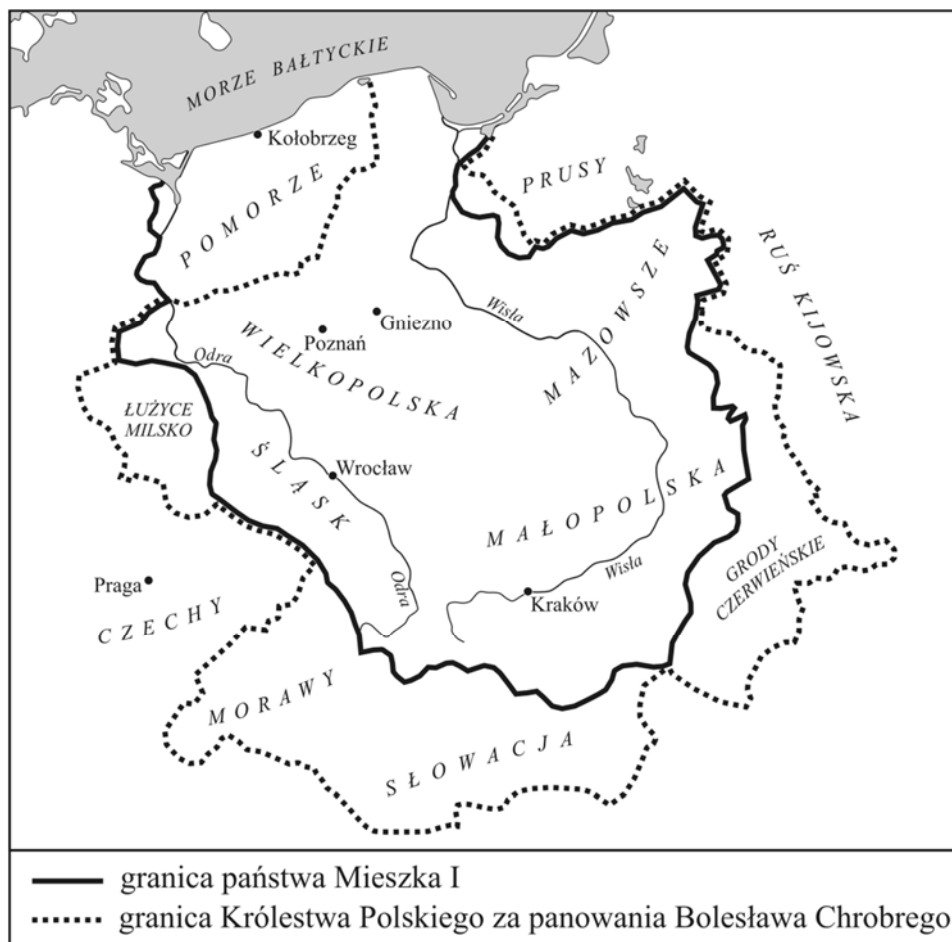 MORZE BAŁTYCKIE
Kołobrzeg
POMORZE
PRUSY
RUŚ KIJOWSKA
MAZOWSZE
Wisła
Gniezno
Poznań
WIELKOPOLSKA
Odra
ŁUŻYCE
MILSKO
ŚLĄSK
Wrocław
MAŁOPOLSKA
GRODY
CZERWIEŃSKIE
Wisła
Odra
Kraków
Praga
CZECHY
MORAWY
SŁOWACJA
granica państwa Mieszka I
granica Królestwa Polskiego za panowania Bolesława Chrobrego